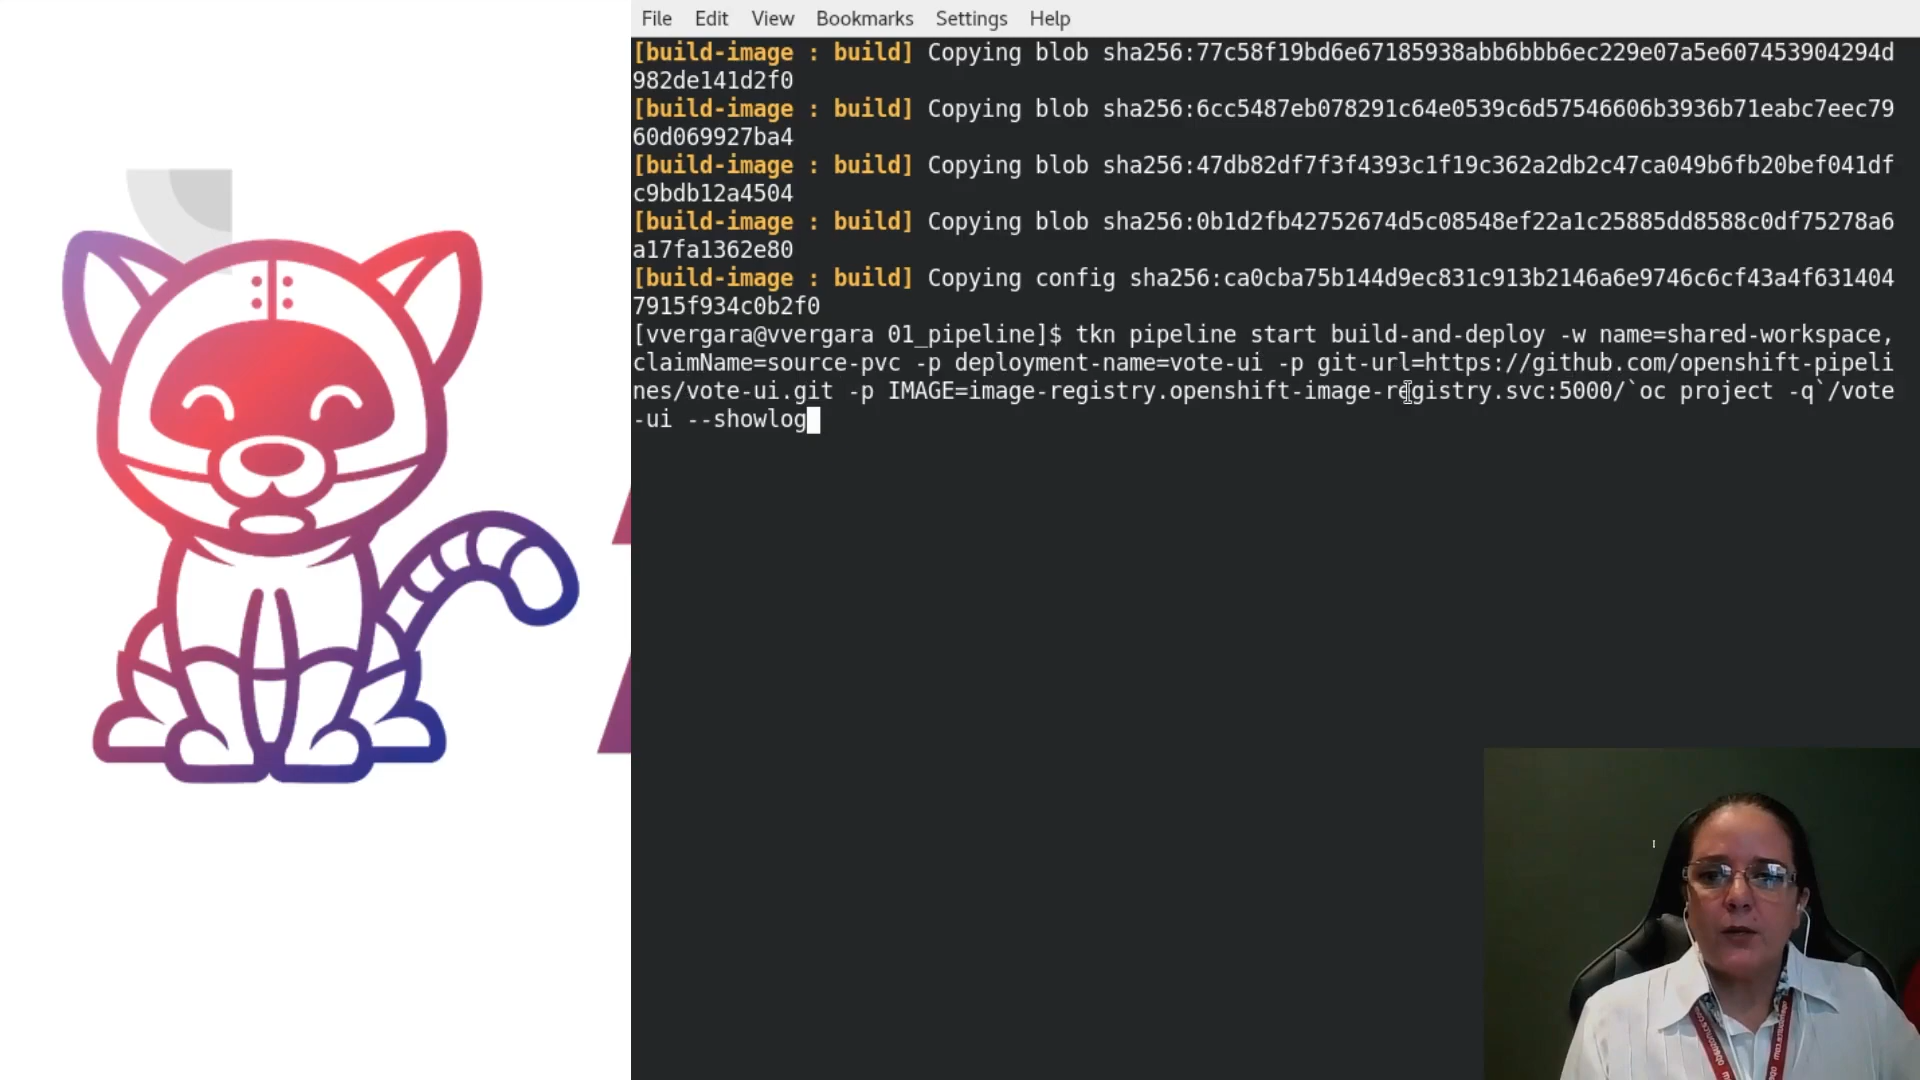 File Edit View Bookmarks Settings Help
[build-image : build] Copying blob sha256:77c58f19bd6e67185938abb6bbb6ec229e07a5e607453904294d
982de141d2f0
[build-image : build] Copying blob sha256:6cc5487eb078291c64e0539c6d57546606b3936b71eabc7eec79
60d069927ba4
[build-image : build] Copying blob sha256:47db82df7f3f4393c1f19c362a2db2c47ca049b6fb20bef041df
c9bdb12a4504
[build-image : build] Copying blob sha256:0b1d2fb42752674d5c08548ef22a1c25885dd8588c0df75278a6
a17fa1362e80
[build-image : build] Copying config sha256:ca0cba75b144d9ec831c913b2146a6e9746c6cf43a4f631404
7915f934c0b2f0
[vvergara@vvergara 01_pipeline]$ tkn pipeline start build-and-deploy -w name=shared-workspace,
claimName=source-pvc -p deployment-name=vote-ui -p git-url=https://github.com/openshift-pipeli
nes/vote-ui.git -p IMAGE=image-registry.openshift-image-registry.svc:5000/`oc project -q`/vote
-ui --showlog